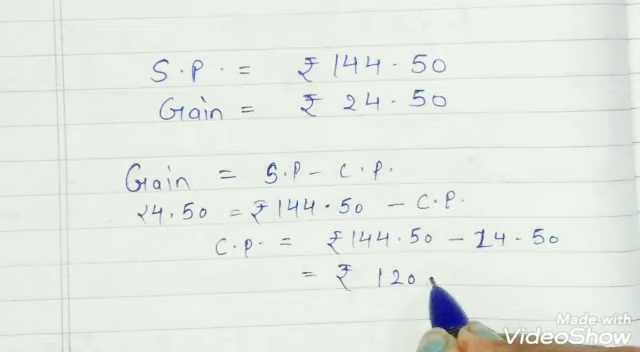 S.P. = ₹ 144.50
Gain = ₹ 24.50
Gain = S.P - C.P.
24.50 = ₹144.50 - C.P.
C.P. = ₹144.50 - 24.50
= ₹ 120.
Made with
VideoShow